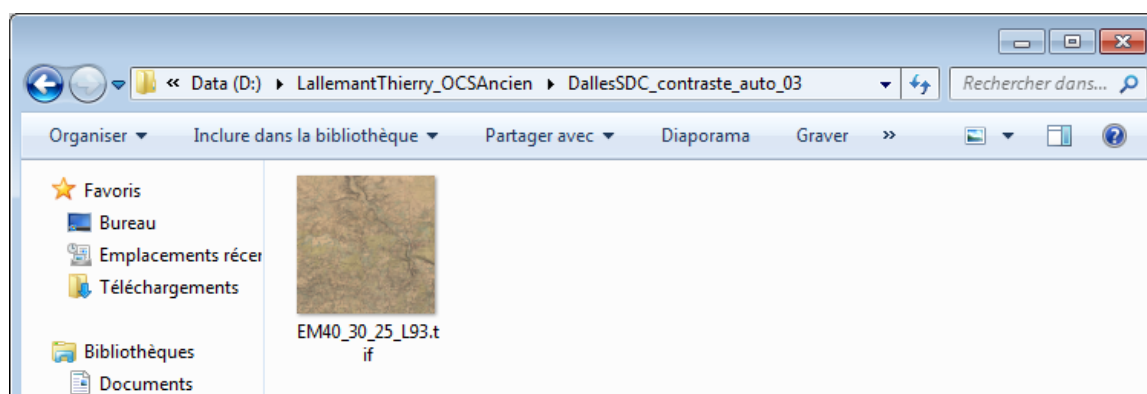 « Data (D:) ▸ LallemantThierry_OCSAncien ▸ DallesSDC_contraste_auto_03
Rechercher dans...
Organiser Inclure dans la bibliothèque Partager avec Diaporama Graver »
Favoris
Bureau
Emplacements récer
Téléchargements
Bibliothèques
Documents
EM40_30_25_L93.t
if